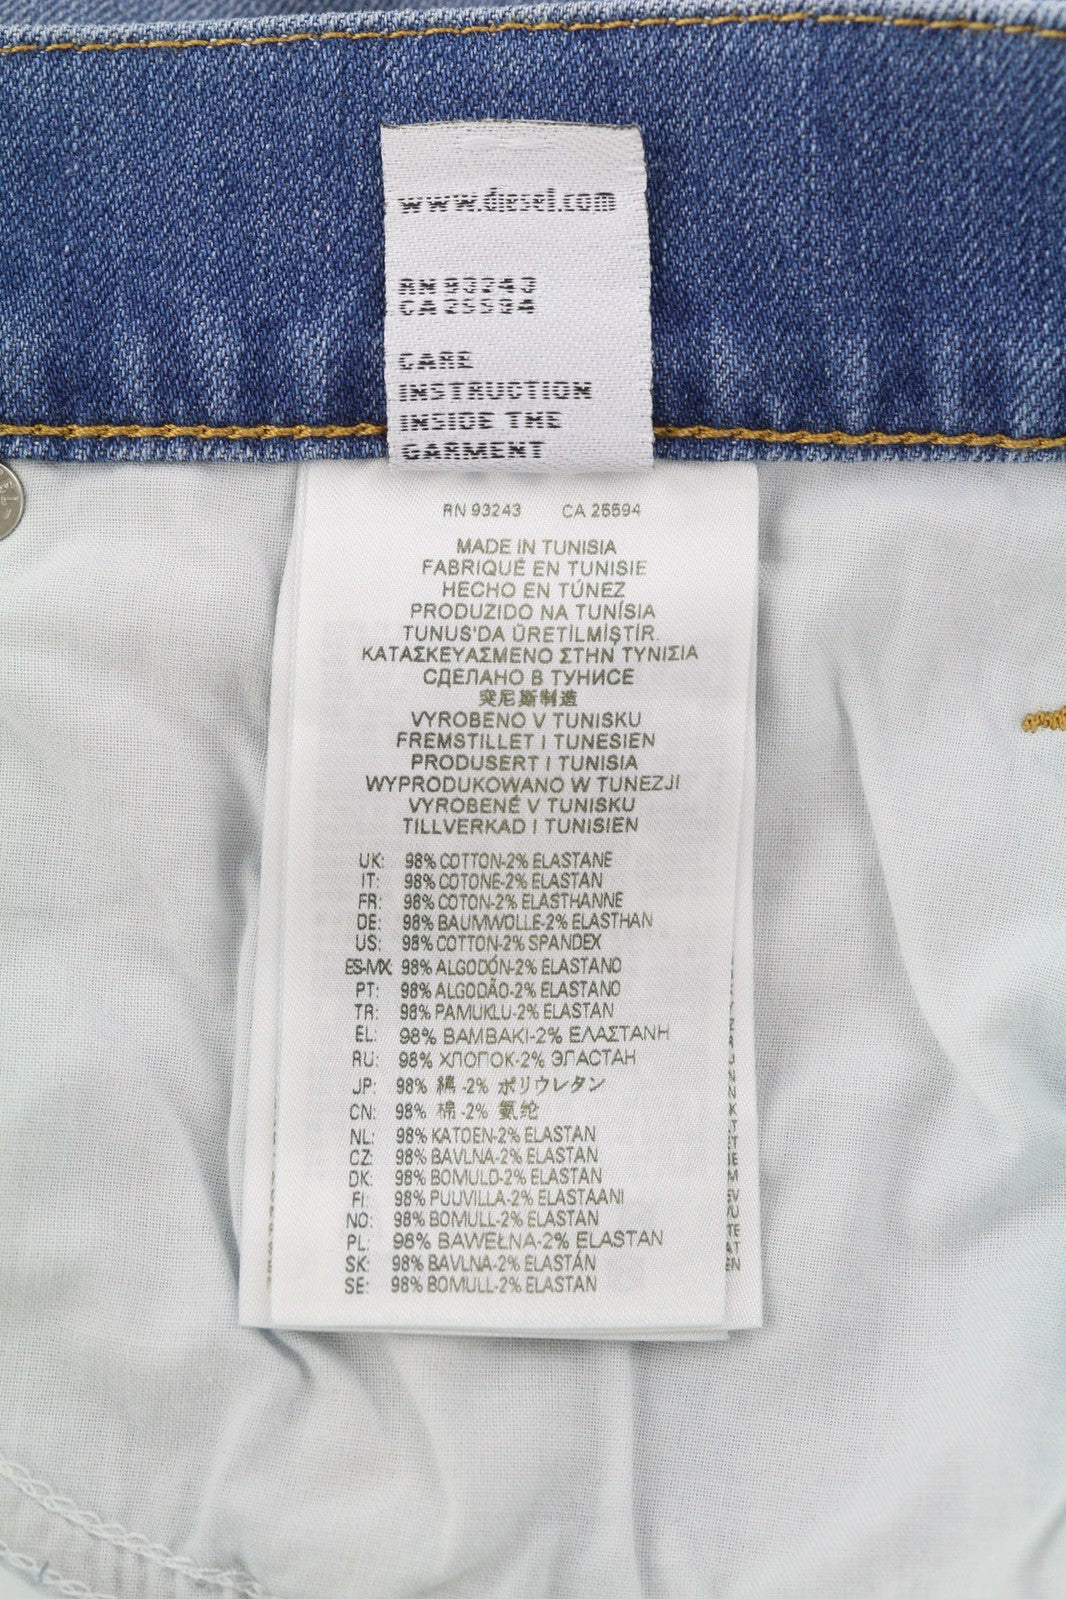 www.diesel.com
RN 93243
CA 25594
CARE
INSTRUCTION
INSIDE THE
GARMENT
RN 93243 CA 25594
MADE IN TUNISIA
FABRIQUÉ EN TUNISIE
HECHO EN TÚNEZ
PRODUZIDO NA TUNÍSIA
TUNUS'DA ÜRETİLMİŞTİR.
ΚΑΤΑΣΚΕΥΑΣΜΕΝΟ ΣΤΗΝ ΤΥΝΙΣΙΑ
СДЕЛАНО В ТУНИСЕ
突尼斯制造
VYROBENO V TUNISKU
FREMSTILLET I TUNESIEN
PRODUSERT I TUNISIA
WYPRODUKOWANO W TUNEZJI
VYROBENÉ V TUNISKU
TILLVERKAD I TUNISIEN
UK: 98% COTTON-2% ELASTANE
IT: 98% COTONE-2% ELASTAN
FR: 98% COTON-2% ELASTHANNE
DE: 98% BAUMWOLLE-2% ELASTHAN
US: 98% COTTON-2% SPANDEX
ES-MX: 98% ALGODÓN-2% ELASTANO
PT: 98% ALGODÃO-2% ELASTANO
TR: 98% PAMUKLU-2% ELASTAN
EL: 98% ΒΑΜΒΑΚΙ-2% ΕΛΑΣΤΑΝΗ
RU: 98% ХЛОПОК-2% ЭЛАСТАН
JP: 98% 綿 -2% ポリウレタン
CN: 98% 棉 -2% 氨纶
NL: 98% KATOEN-2% ELASTAN
CZ: 98% BAVLNA-2% ELASTAN
DK: 98% BOMULD-2% ELASTAN
FI: 98% PUUVILLA-2% ELASTAANI
NO: 98% BOMULL-2% ELASTAN
PL: 98% BAWEŁNA-2% ELASTAN
SK: 98% BAVLNA-2% ELASTÁN
SE: 98% BOMULL-2% ELASTAN